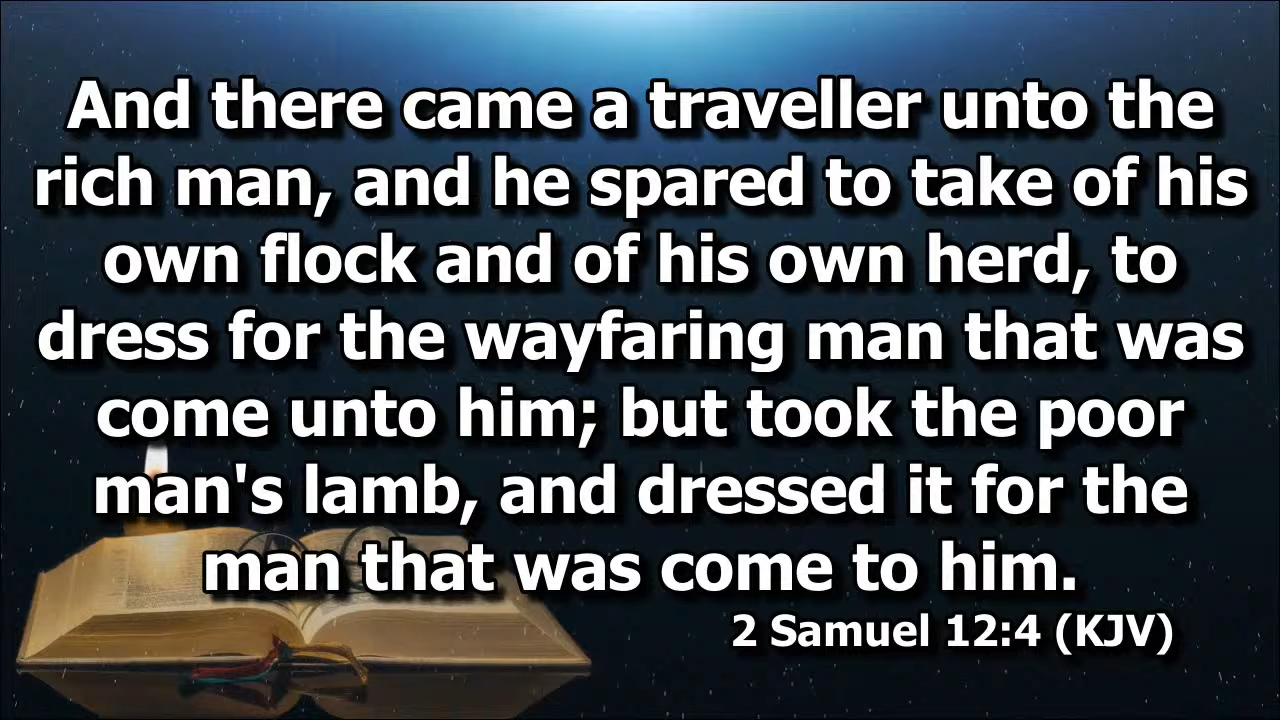 And there came a traveller unto the
rich man, and he spared to take of his
own flock and of his own herd, to
dress for the wayfaring man that was
come unto him; but took the poor
man's lamb, and dressed it for the
man that was come to him.
2 Samuel 12:4 (KJV)